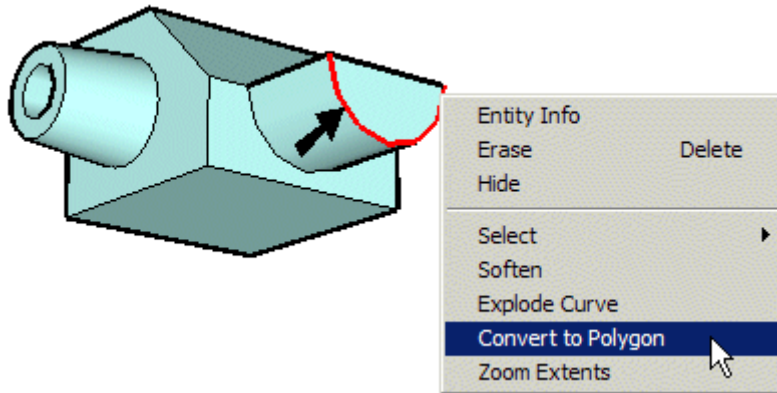 Entity Info
Erase Delete
Hide
Select
Soften
Explode Curve
Convert to Polygon
Zoom Extents